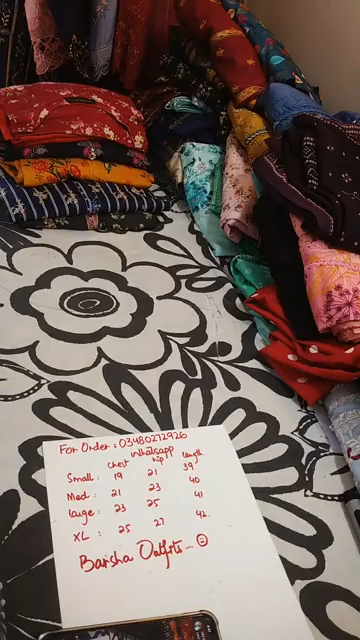 For Order : 03480272926
Whatsapp
chest hip length
Small : 19 21 39
Med : 21 23 40
large : 23 25 41
XL : 25 27 42
Barsha Outfits... ☺